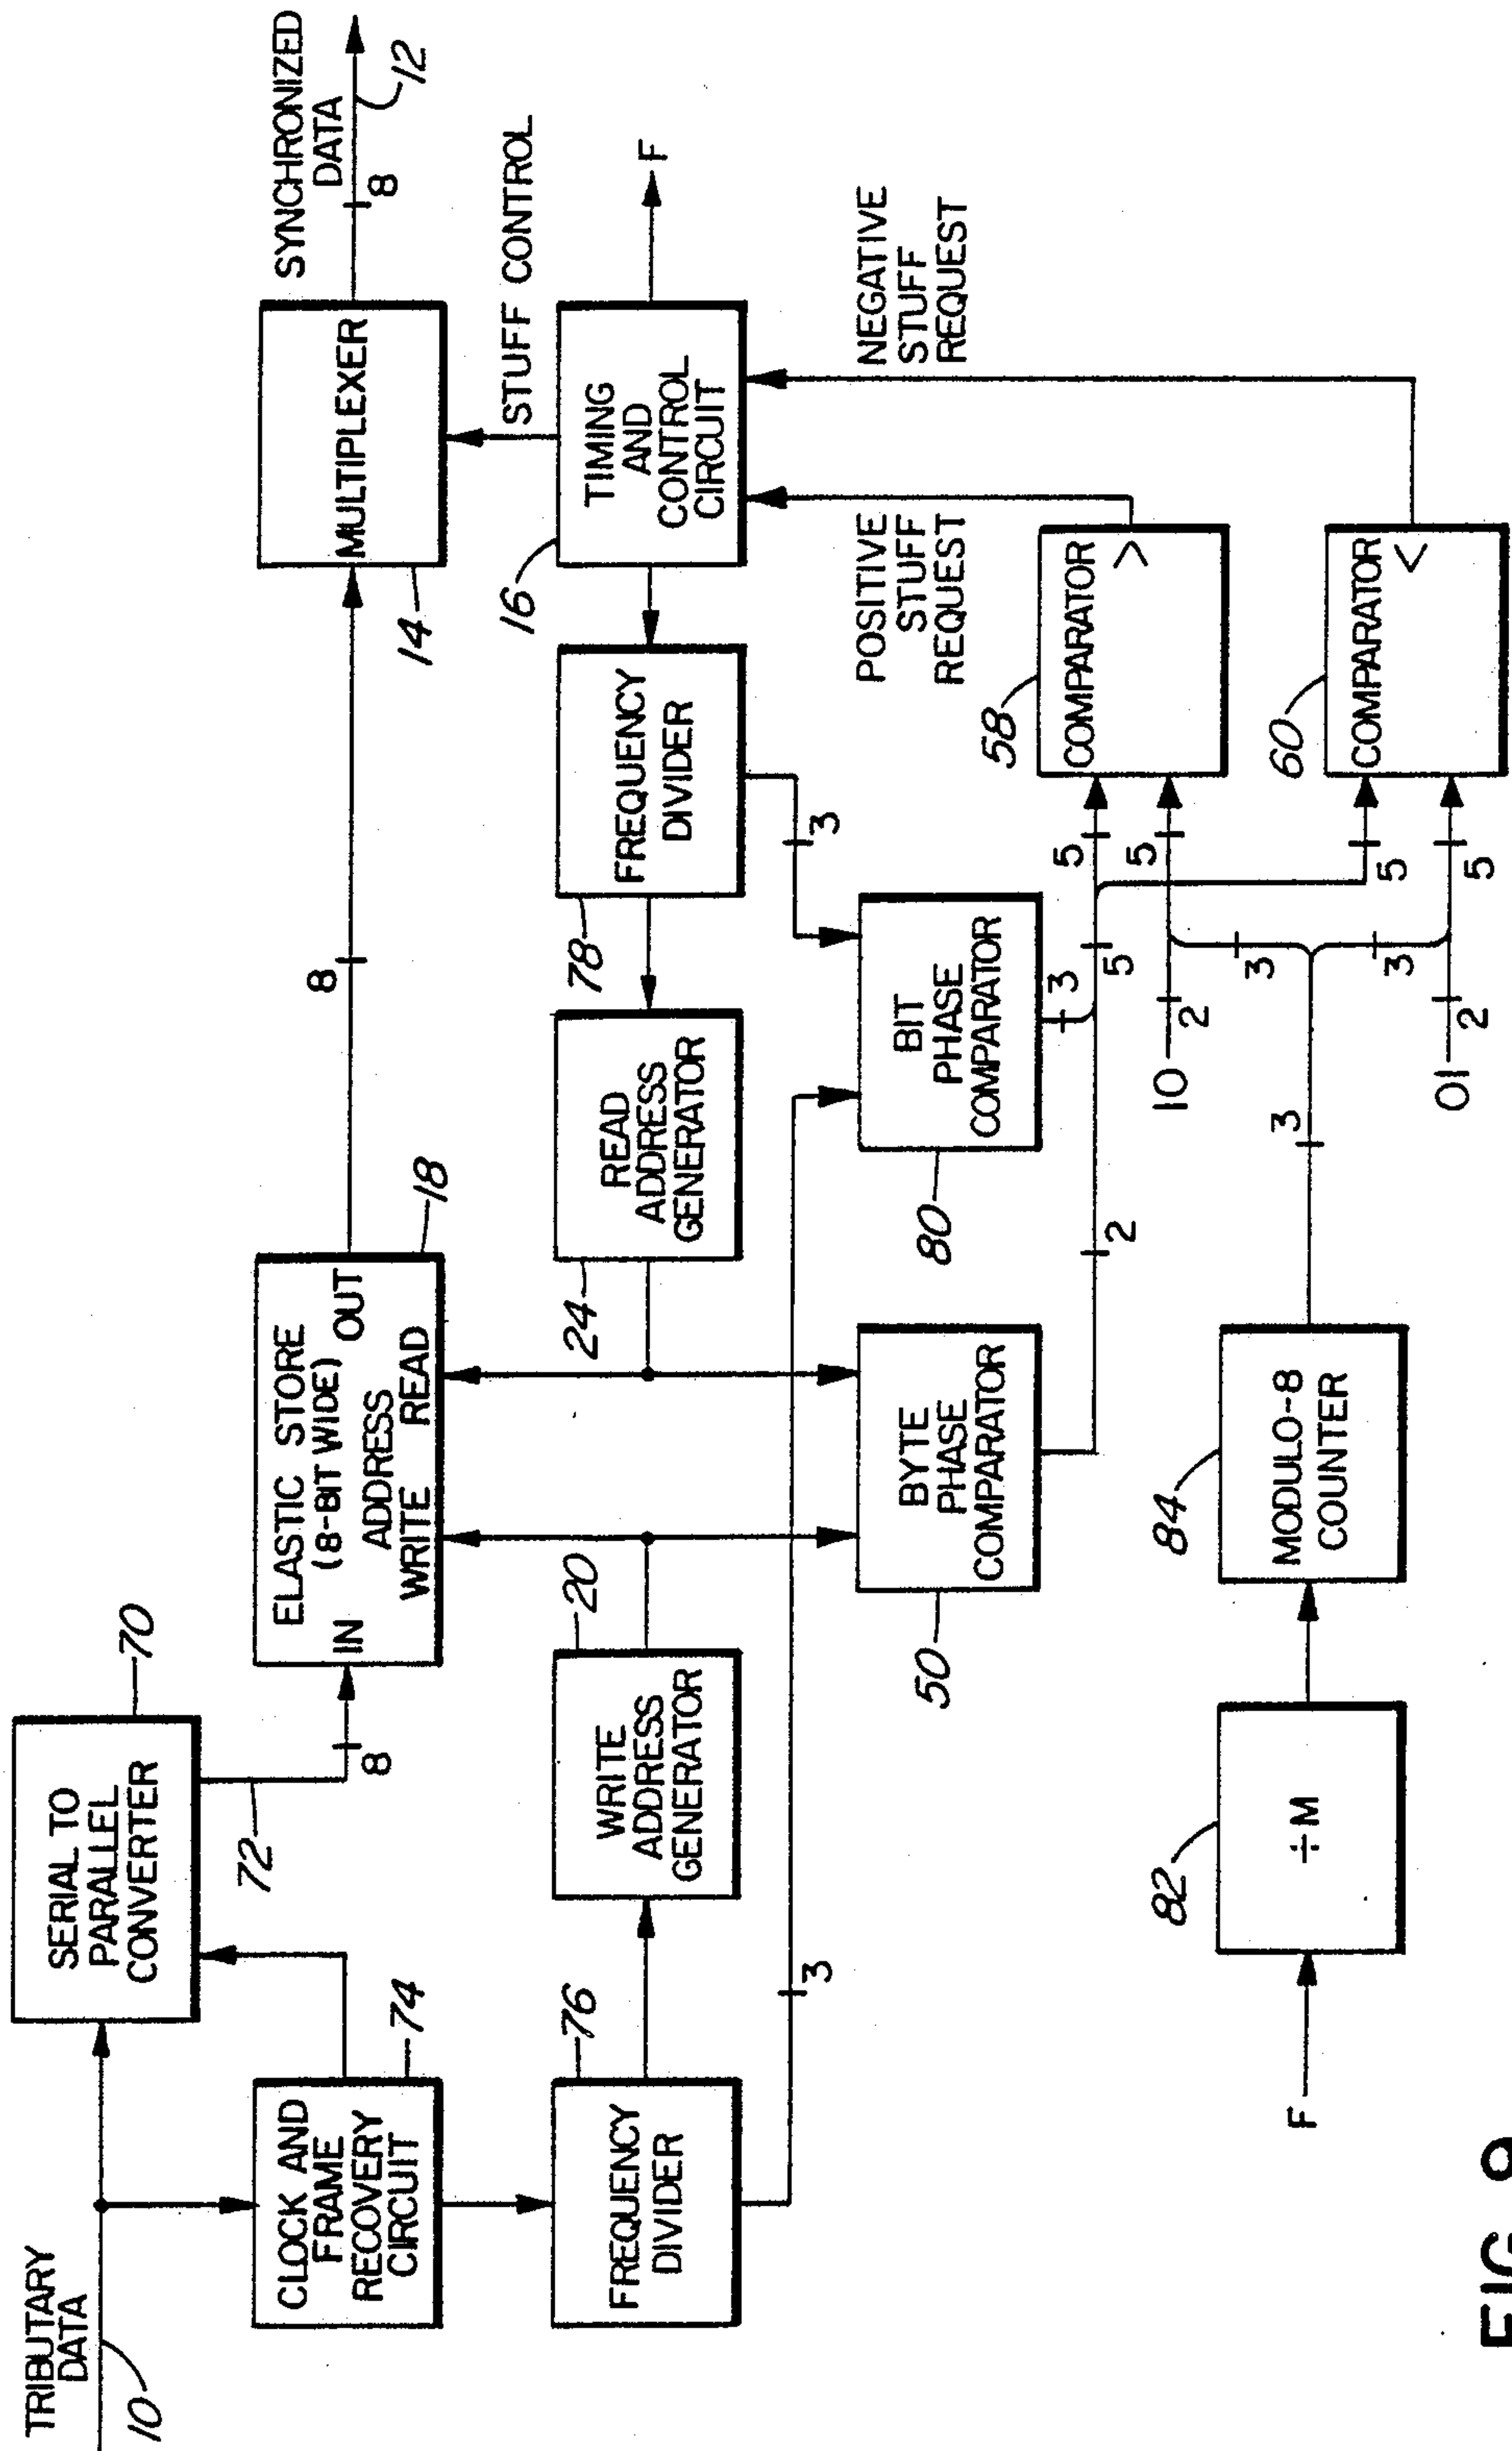 TRIBUTARY
DATA
10
SERIAL TO
PARALLEL
CONVERTER
70
72
8
CLOCK AND
FRAME
RECOVERY
CIRCUIT
74
ELASTIC STORE
(8-BIT WIDE)
IN
OUT
ADDRESS
WRITE READ
18
8
MULTIPLEXER
14
SYNCHRONIZED
DATA
8
12
STUFF CONTROL
FREQUENCY
DIVIDER
76
3
WRITE
ADDRESS
GENERATOR
20
READ
ADDRESS
GENERATOR
24
FREQUENCY
DIVIDER
78
3
TIMING
AND
CONTROL
CIRCUIT
16
F
BYTE
PHASE
COMPARATOR
50
2
BIT
PHASE
COMPARATOR
80
3
5
5
5
5
5
POSITIVE
STUFF
REQUEST
NEGATIVE
STUFF
REQUEST
COMPARATOR
>
58
COMPARATOR
<
60
10
2
3
3
01
2
F
÷M
82
MODULO-8
COUNTER
84
3